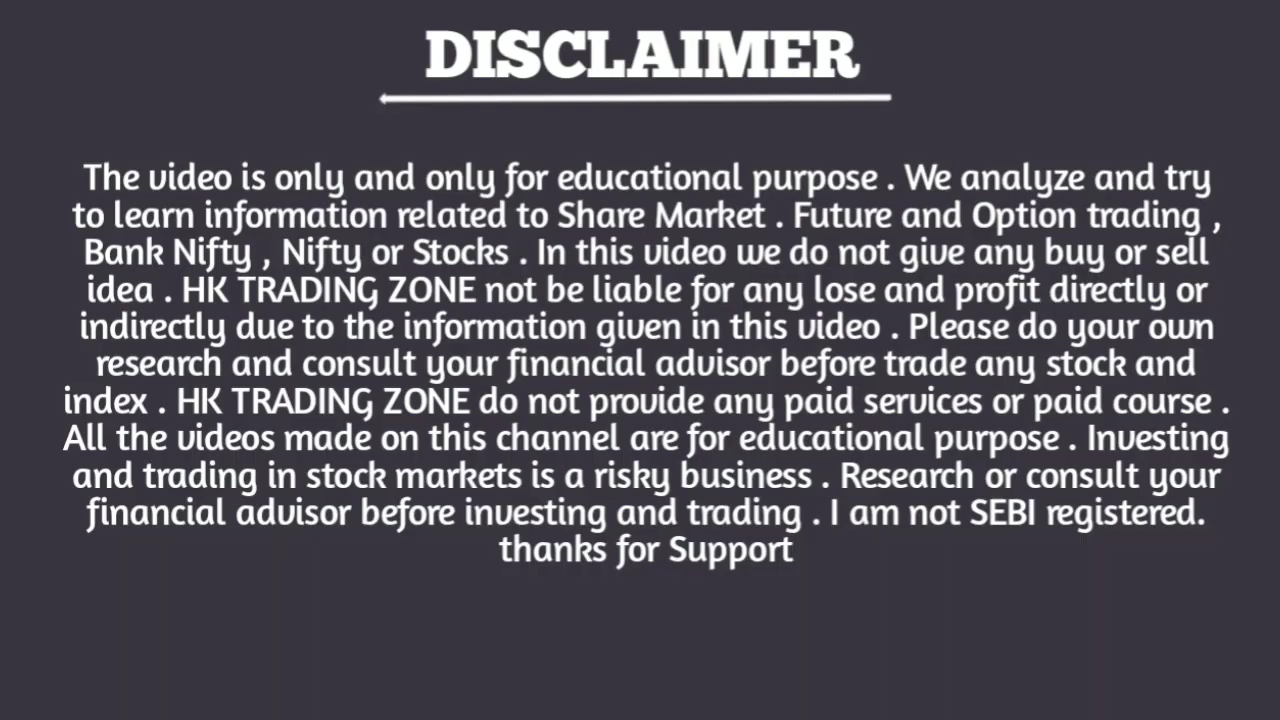 DISCLAIMER
The video is only and only for educational purpose . We analyze and try
to learn information related to Share Market . Future and Option trading ,
Bank Nifty , Nifty or Stocks . In this video we do not give any buy or sell
idea . HK TRADING ZONE not be liable for any lose and profit directly or
indirectly due to the information given in this video . Please do your own
research and consult your financial advisor before trade any stock and
index . HK TRADING ZONE do not provide any paid services or paid course .
All the videos made on this channel are for educational purpose . Investing
and trading in stock markets is a risky business . Research or consult your
financial advisor before investing and trading . I am not SEBI registered.
thanks for Support